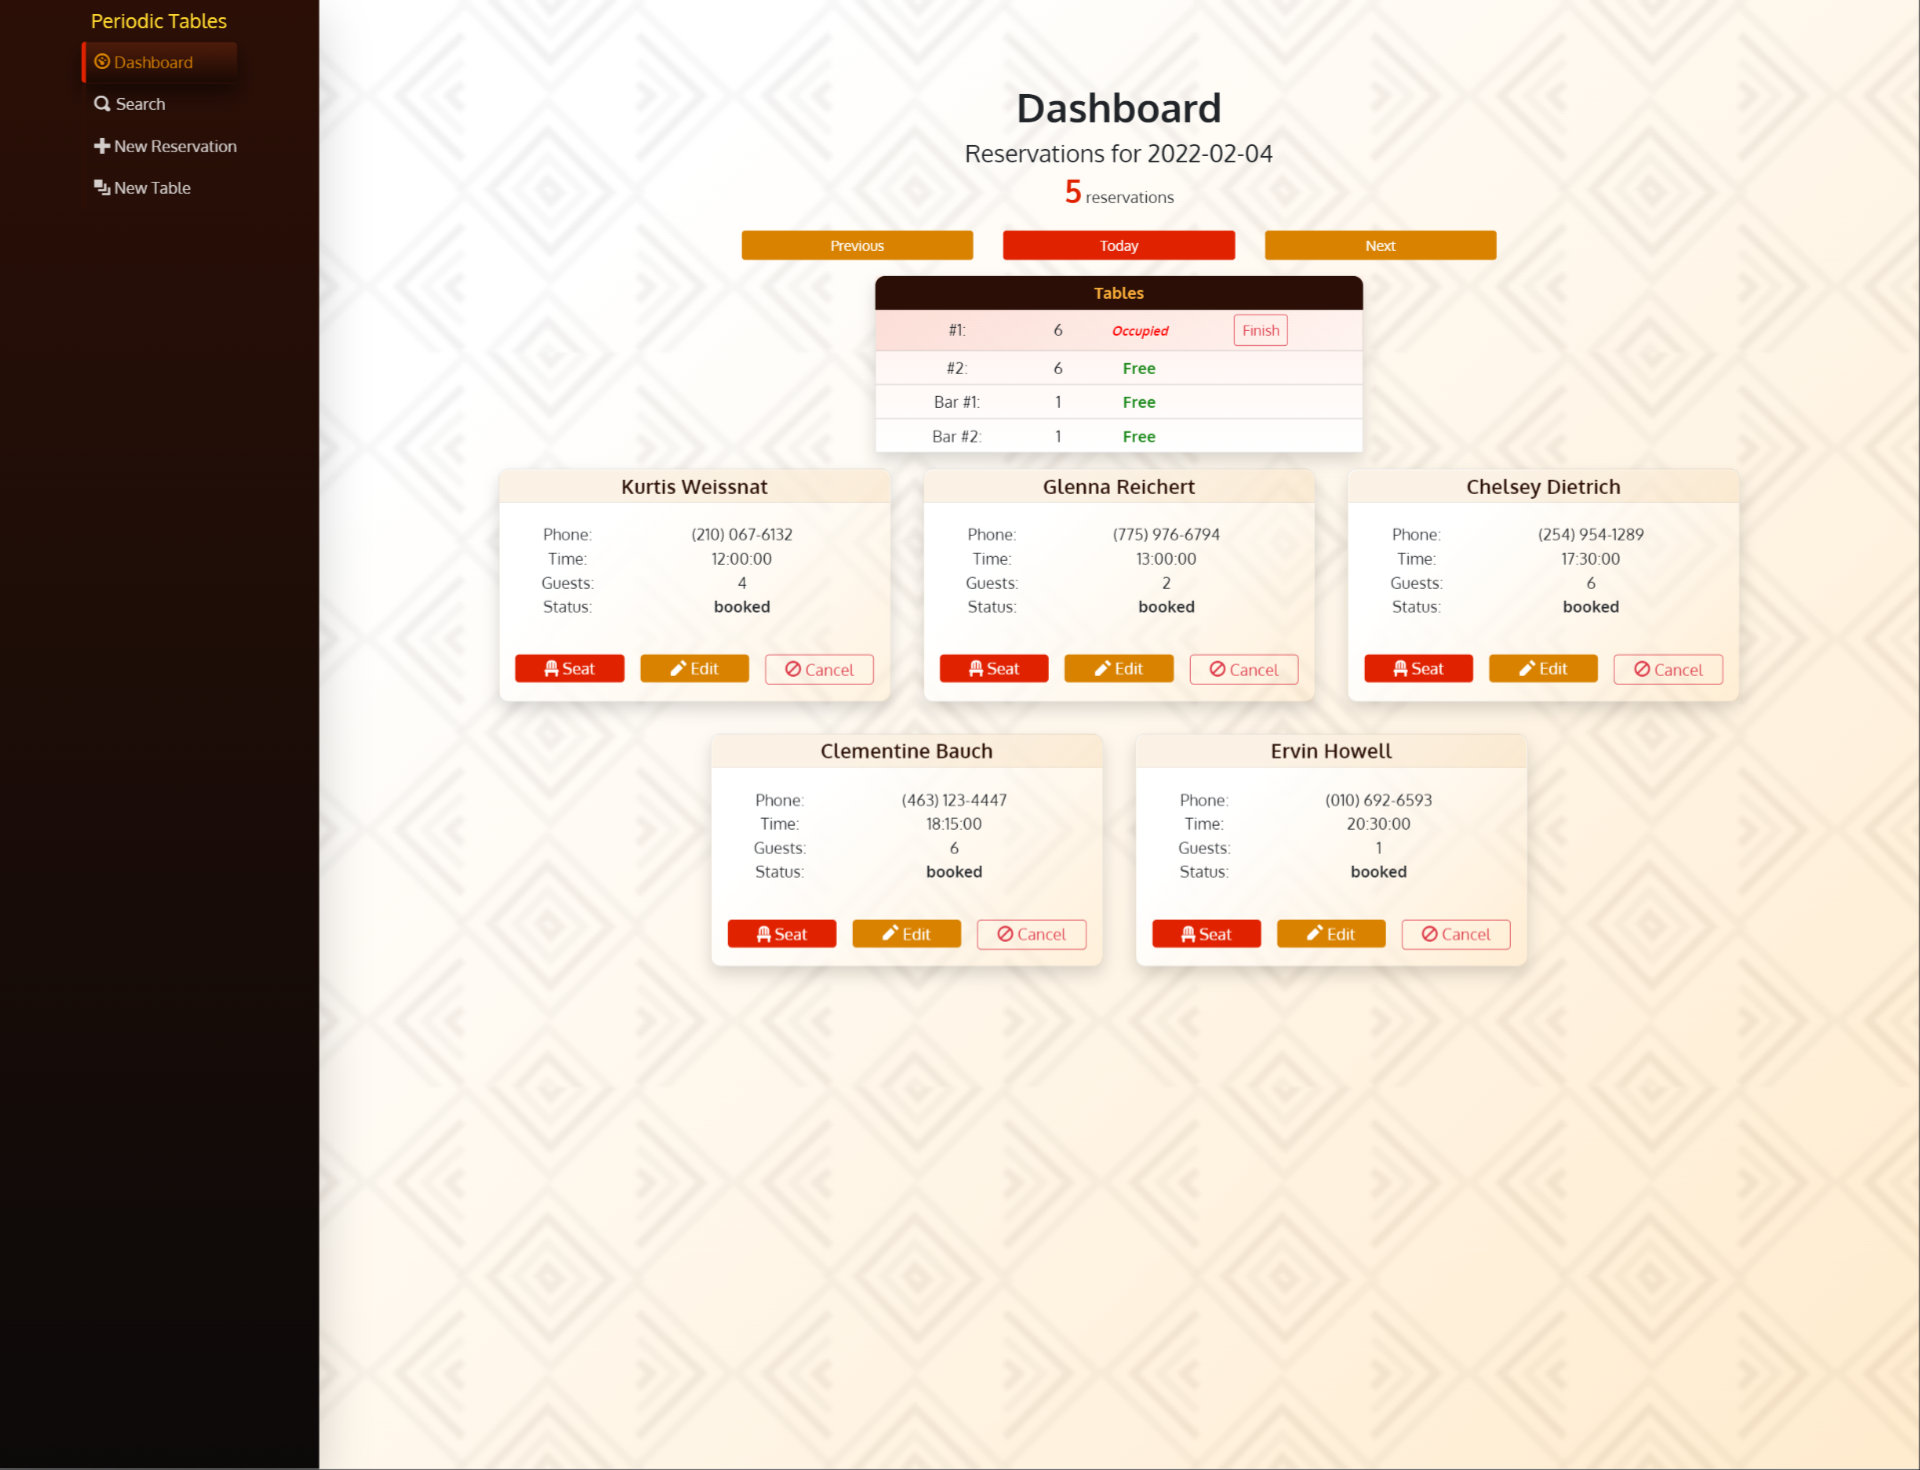 Periodic Tables
Dashboard
Search
New Reservation
New Table
Dashboard
Reservations for 2022-02-04
5 reservations
Previous Today Next
Tables
#1: 6 Occupied Finish
#2: 6 Free
Bar #1: 1 Free
Bar #2: 1 Free
Kurtis Weissnat
Phone: (210) 067-6132
Time: 12:00:00
Guests: 4
Status: booked
Seat Edit Cancel
Glenna Reichert
Phone: (775) 976-6794
Time: 13:00:00
Guests: 2
Status: booked
Seat Edit Cancel
Chelsey Dietrich
Phone: (254) 954-1289
Time: 17:30:00
Guests: 6
Status: booked
Seat Edit Cancel
Clementine Bauch
Phone: (463) 123-4447
Time: 18:15:00
Guests: 6
Status: booked
Seat Edit Cancel
Ervin Howell
Phone: (010) 692-6593
Time: 20:30:00
Guests: 1
Status: booked
Seat Edit Cancel